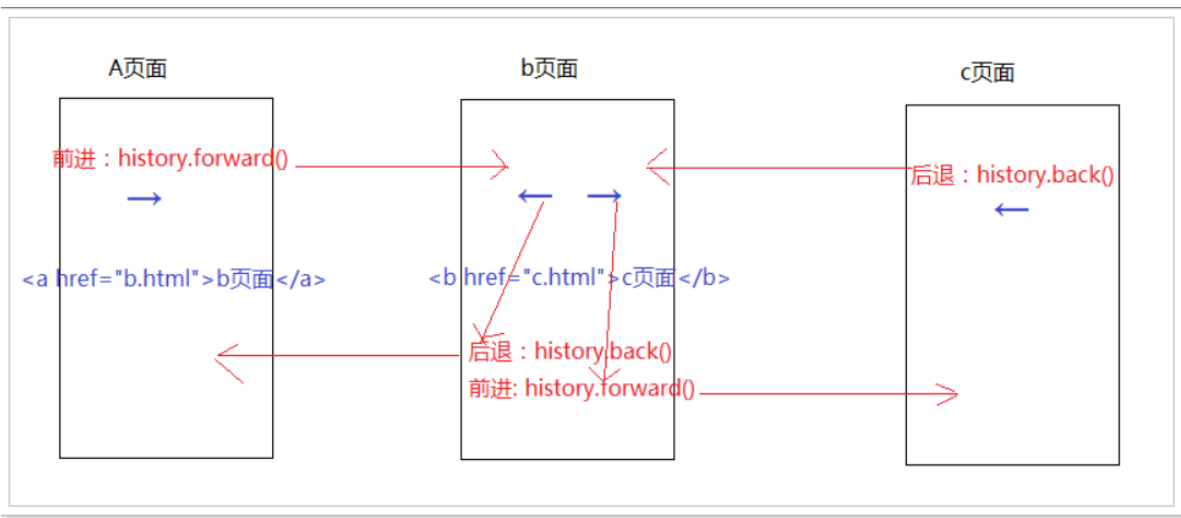 A页面
b页面
c页面
前进：history.forward()
后退：history.back()
→
← →
←
<a href="b.html">b页面</a>
<b href="c.html">c页面</b>
后退：history.back()
前进: history.forward()